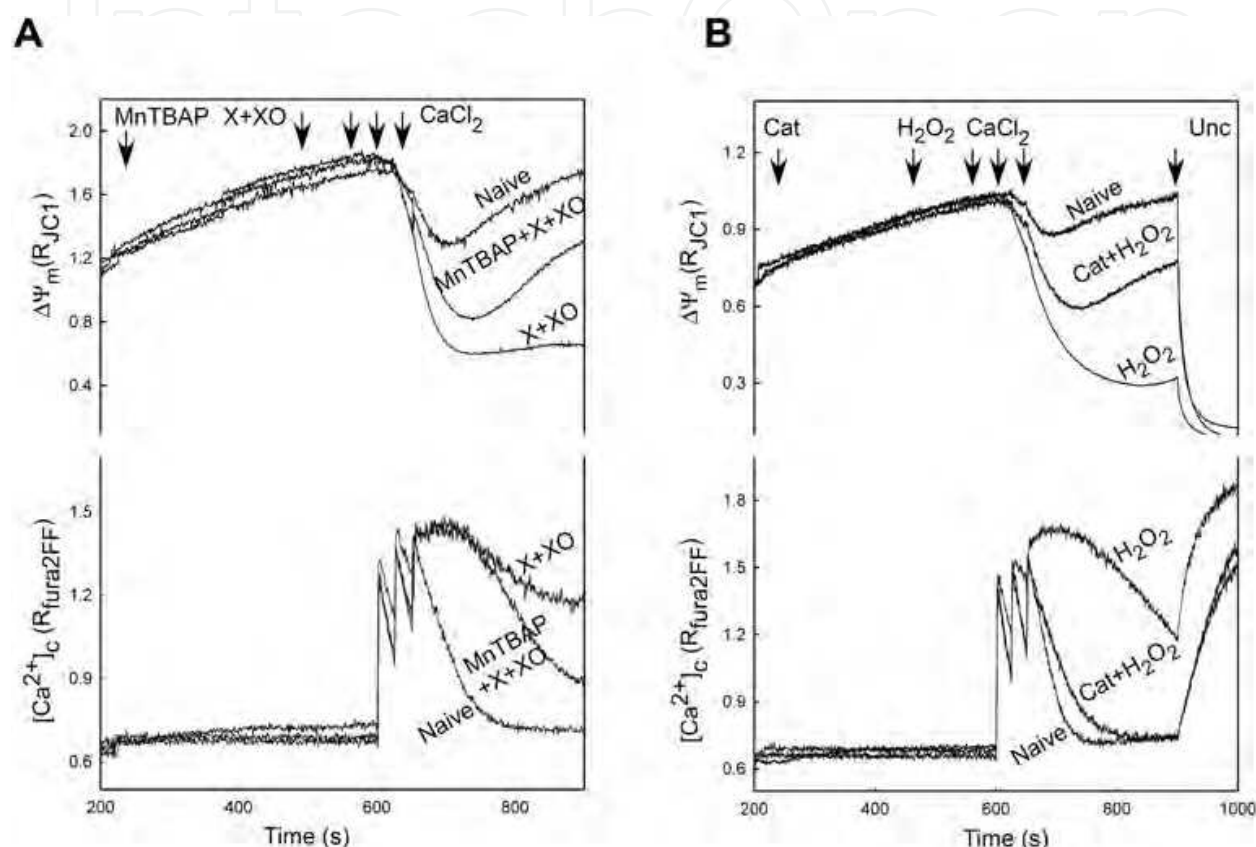 A
MnTBAP X+XO CaCl₂
2.0
1.6
1.2
0.8
0.4
ΔΨm(RJC1)
Naive
MnTBAP+X+XO
X+XO
1.5
1.2
0.9
0.6
[Ca²⁺]c (Rfura2FF)
X+XO
MnTBAP
+X+XO
Naive
200 400 600 800
Time (s)
B
Cat H₂O₂ CaCl₂ Unc
1.2
0.9
0.6
0.3
ΔΨm(RJC1)
Naive
Cat+H₂O₂
H₂O₂
1.8
1.5
1.2
0.9
0.6
[Ca²⁺]c (Rfura2FF)
H₂O₂
Cat+H₂O₂
Naive
200 400 600 800 1000
Time (s)